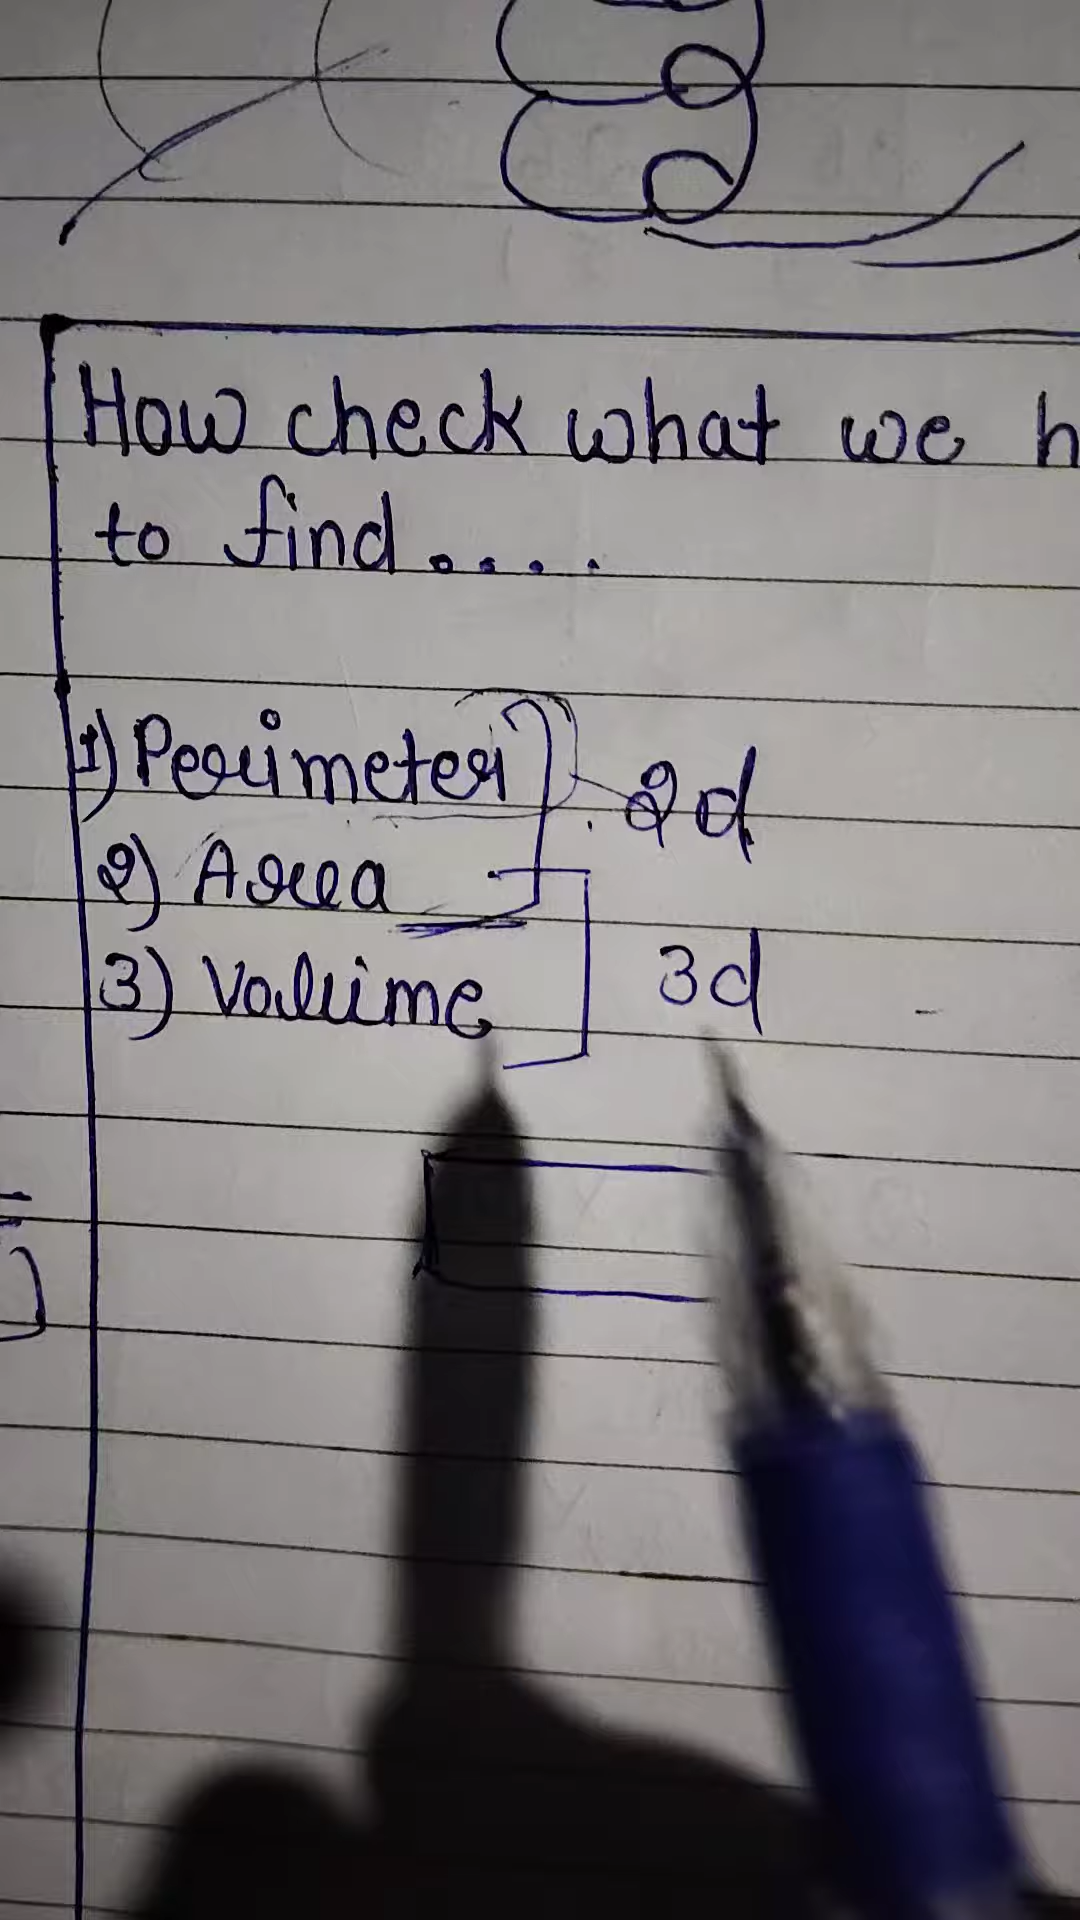 How check what we h
to find....
1) Perimeter
2d
2) Area
3) Volume
3d